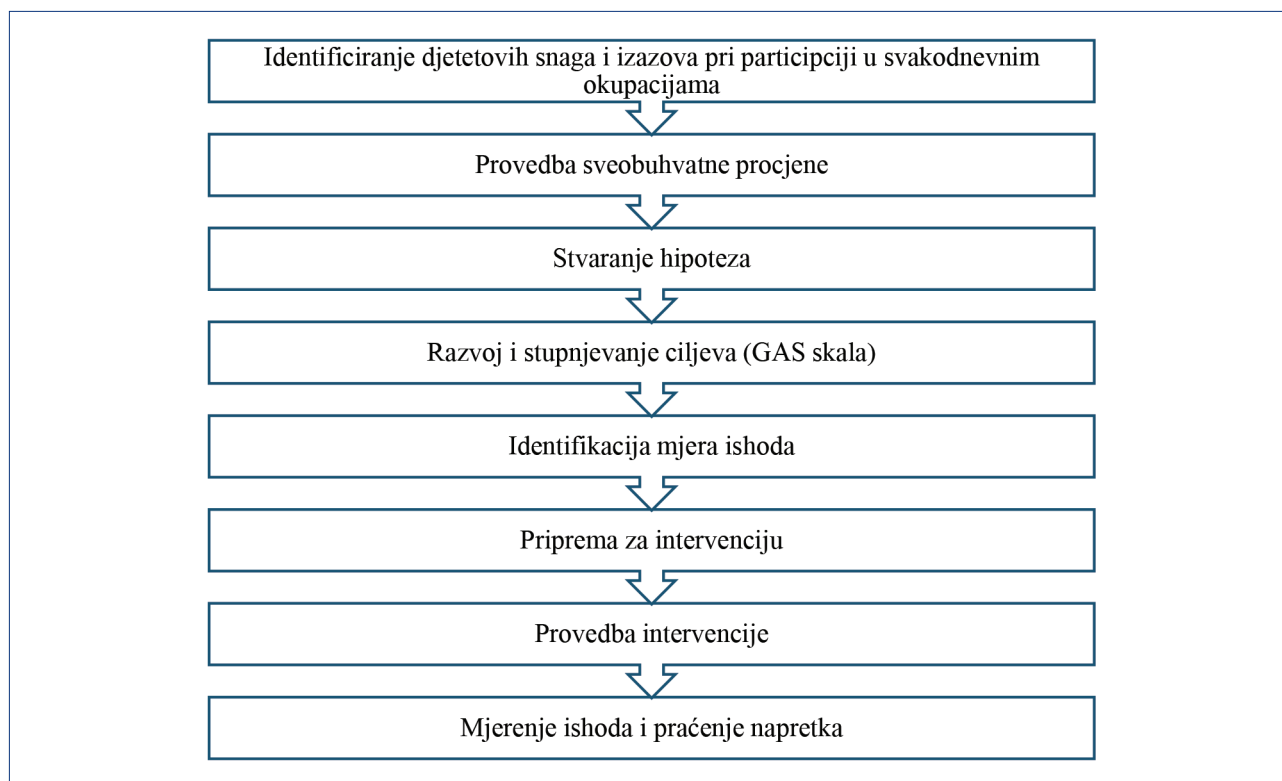 Identificiranje djetetovih snaga i izazova pri participciji u svakodnevnim
okupacijama
Provedba sveobuhvatne procjene
Stvaranje hipoteza
Razvoj i stupnjevanje ciljeva (GAS skala)
Identifikacija mjera ishoda
Priprema za intervenciju
Provedba intervencije
Mjerenje ishoda i praćenje napretka